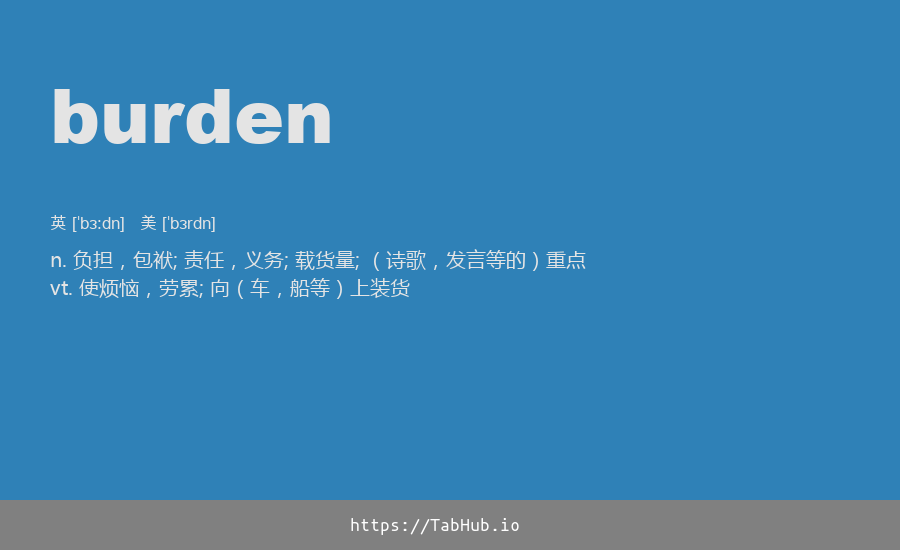 burden
英 [ˈbɜːdn] 美 [ˈbɜrdn]
n. 负担，包袱; 责任，义务; 载货量; （诗歌，发言等的）重点
vt. 使烦恼，劳累; 向（车，船等）上装货
https://TabHub.io